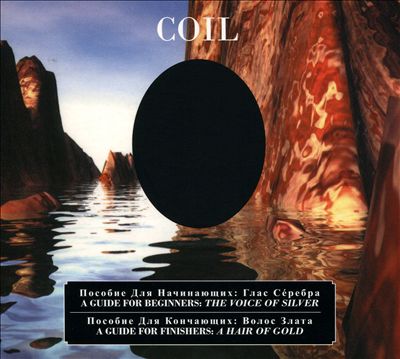 COIL
Пособие Для Начинающих: Глас Сéребра
A GUIDE FOR BEGINNERS: THE VOICE OF SILVER
Пособие Для Кончающих: Волос Злата
A GUIDE FOR FINISHERS: A HAIR OF GOLD